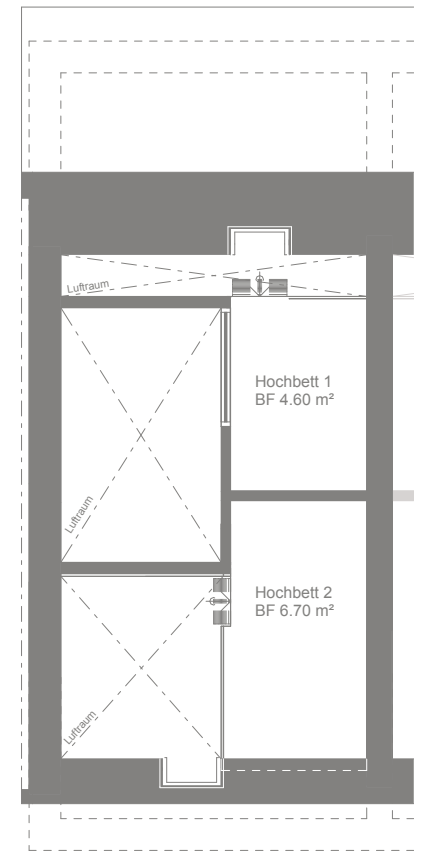 Luftraum
Hochbett 1
BF 4.60 m²
Luftraum
Hochbett 2
BF 6.70 m²
Luftraum